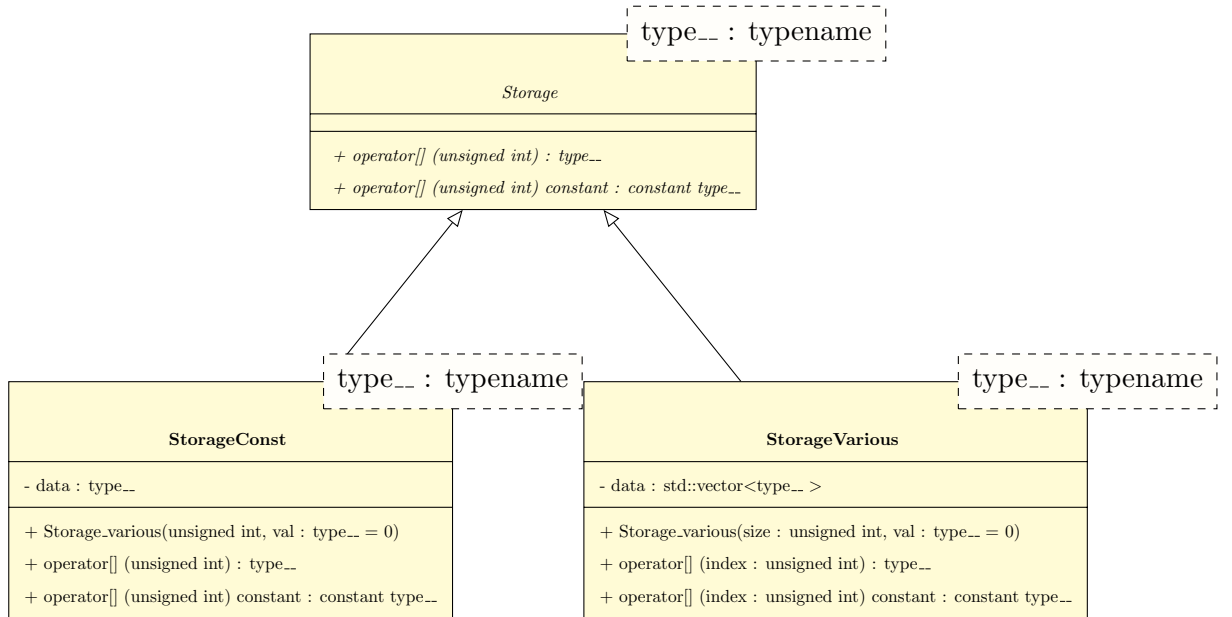 type__ : typename
Storage
+ operator[] (unsigned int) : type__
+ operator[] (unsigned int) constant : constant type__
type__ : typename
StorageConst
- data : type__
+ Storage_various(unsigned int, val : type__ = 0)
+ operator[] (unsigned int) : type__
+ operator[] (unsigned int) constant : constant type__
type__ : typename
StorageVarious
- data : std::vector<type__ >
+ Storage_various(size : unsigned int, val : type__ = 0)
+ operator[] (index : unsigned int) : type__
+ operator[] (index : unsigned int) constant : constant type__